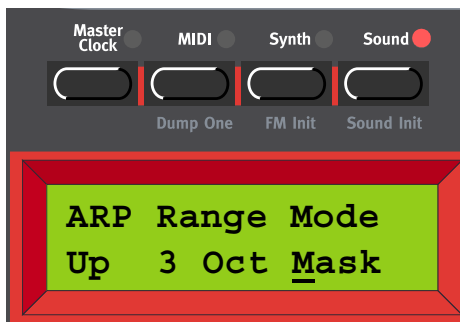 Master Clock MIDI Synth Sound
Dump One FM Init Sound Init
ARP Range Mode
Up 3 Oct Mask